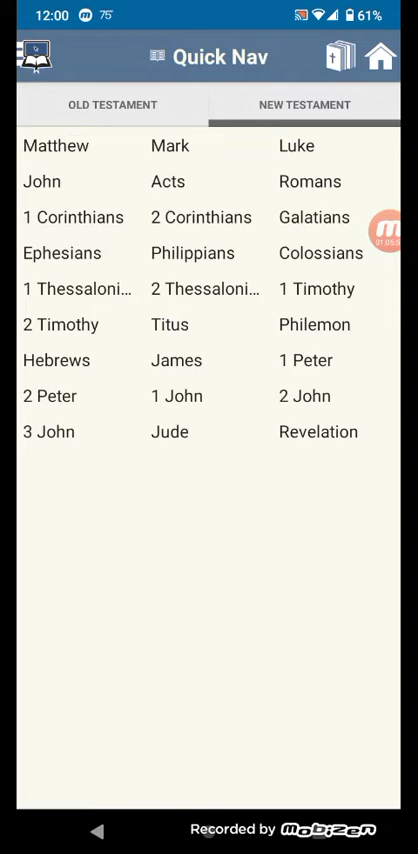 12:00 75° 61%
Quick Nav
OLD TESTAMENT NEW TESTAMENT
Matthew Mark Luke
John Acts Romans
1 Corinthians 2 Corinthians Galatians
Ephesians Philippians Colossians
1 Thessaloni... 2 Thessaloni... 1 Timothy
2 Timothy Titus Philemon
Hebrews James 1 Peter
2 Peter 1 John 2 John
3 John Jude Revelation
Recorded by mobizen